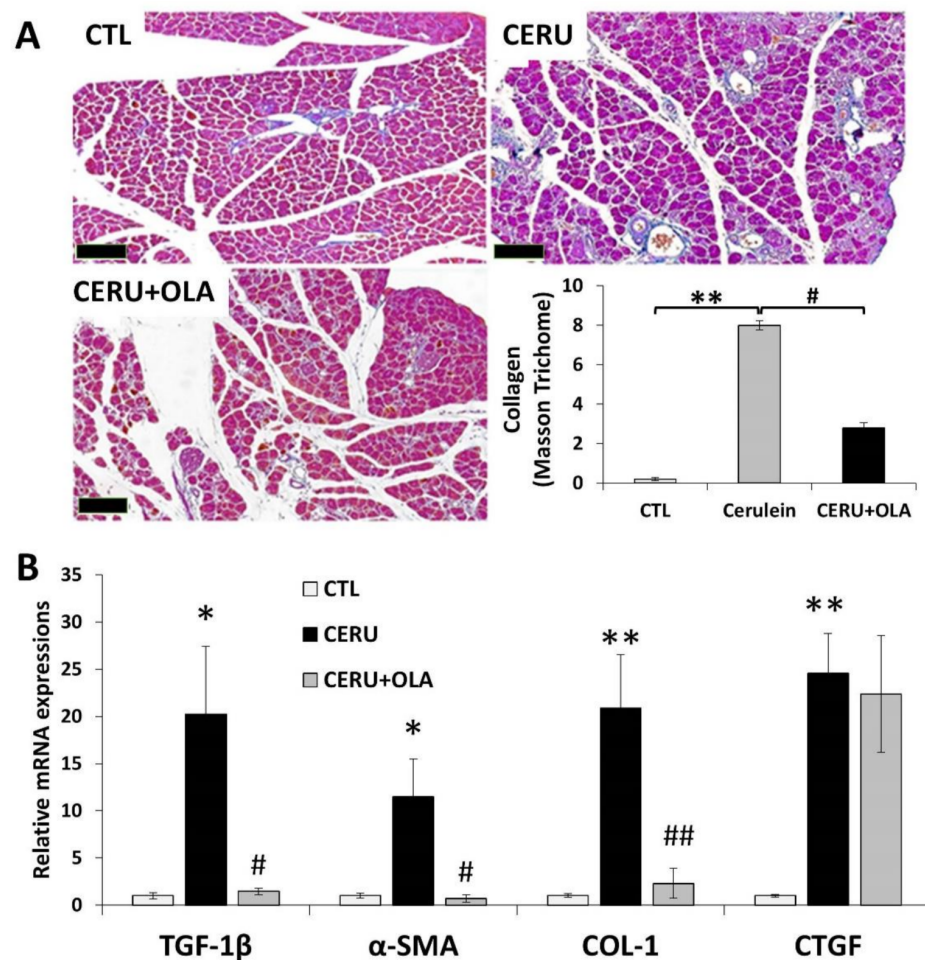 A
CTL
CERU
CERU+OLA
Collagen
(Masson Trichome)
10
8
6
4
2
0
** #
CTL Cerulein CERU+OLA
B
Relative mRNA expressions
35
30
25
20
15
10
5
0
CTL
CERU
CERU+OLA
* # * # ** ## **
TGF-1β α-SMA COL-1 CTGF